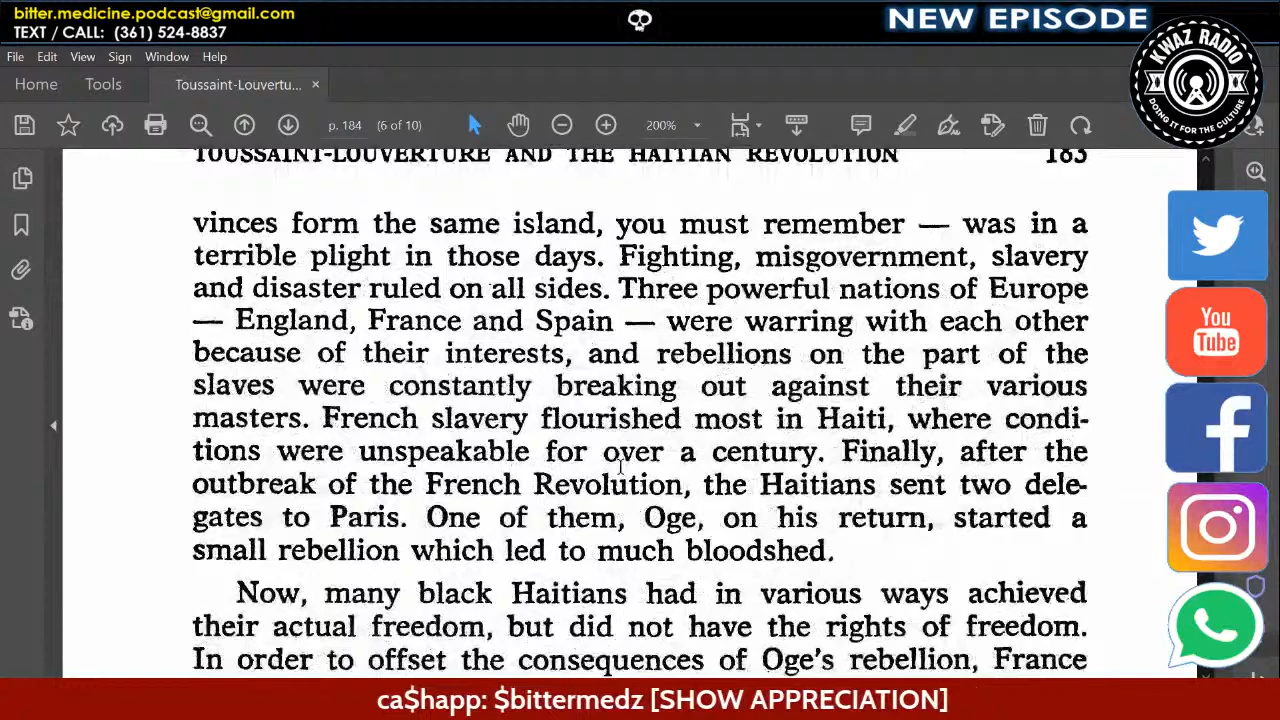 bitter.medicine.podcast@gmail.com
TEXT / CALL: (361) 524-8837
NEW EPISODE
KWAZ RADIO
DOING IT FOR THE CULTURE
File Edit View Sign Window Help
Home Tools Toussaint-Louvertu... ×
p. 184 (6 of 10) 200%
TOUSSAINT-LOUVERTURE AND THE HAITIAN REVOLUTION 183
vinces form the same island, you must remember — was in a
terrible plight in those days. Fighting, misgovernment, slavery
and disaster ruled on all sides. Three powerful nations of Europe
— England, France and Spain — were warring with each other
because of their interests, and rebellions on the part of the
slaves were constantly breaking out against their various
masters. French slavery flourished most in Haiti, where condi-
tions were unspeakable for over a century. Finally, after the
outbreak of the French Revolution, the Haitians sent two dele-
gates to Paris. One of them, Oge, on his return, started a
small rebellion which led to much bloodshed.
Now, many black Haitians had in various ways achieved
their actual freedom, but did not have the rights of freedom.
In order to offset the consequences of Oge's rebellion, France
You
Tube
ca$happ: $bittermedz [SHOW APPRECIATION]